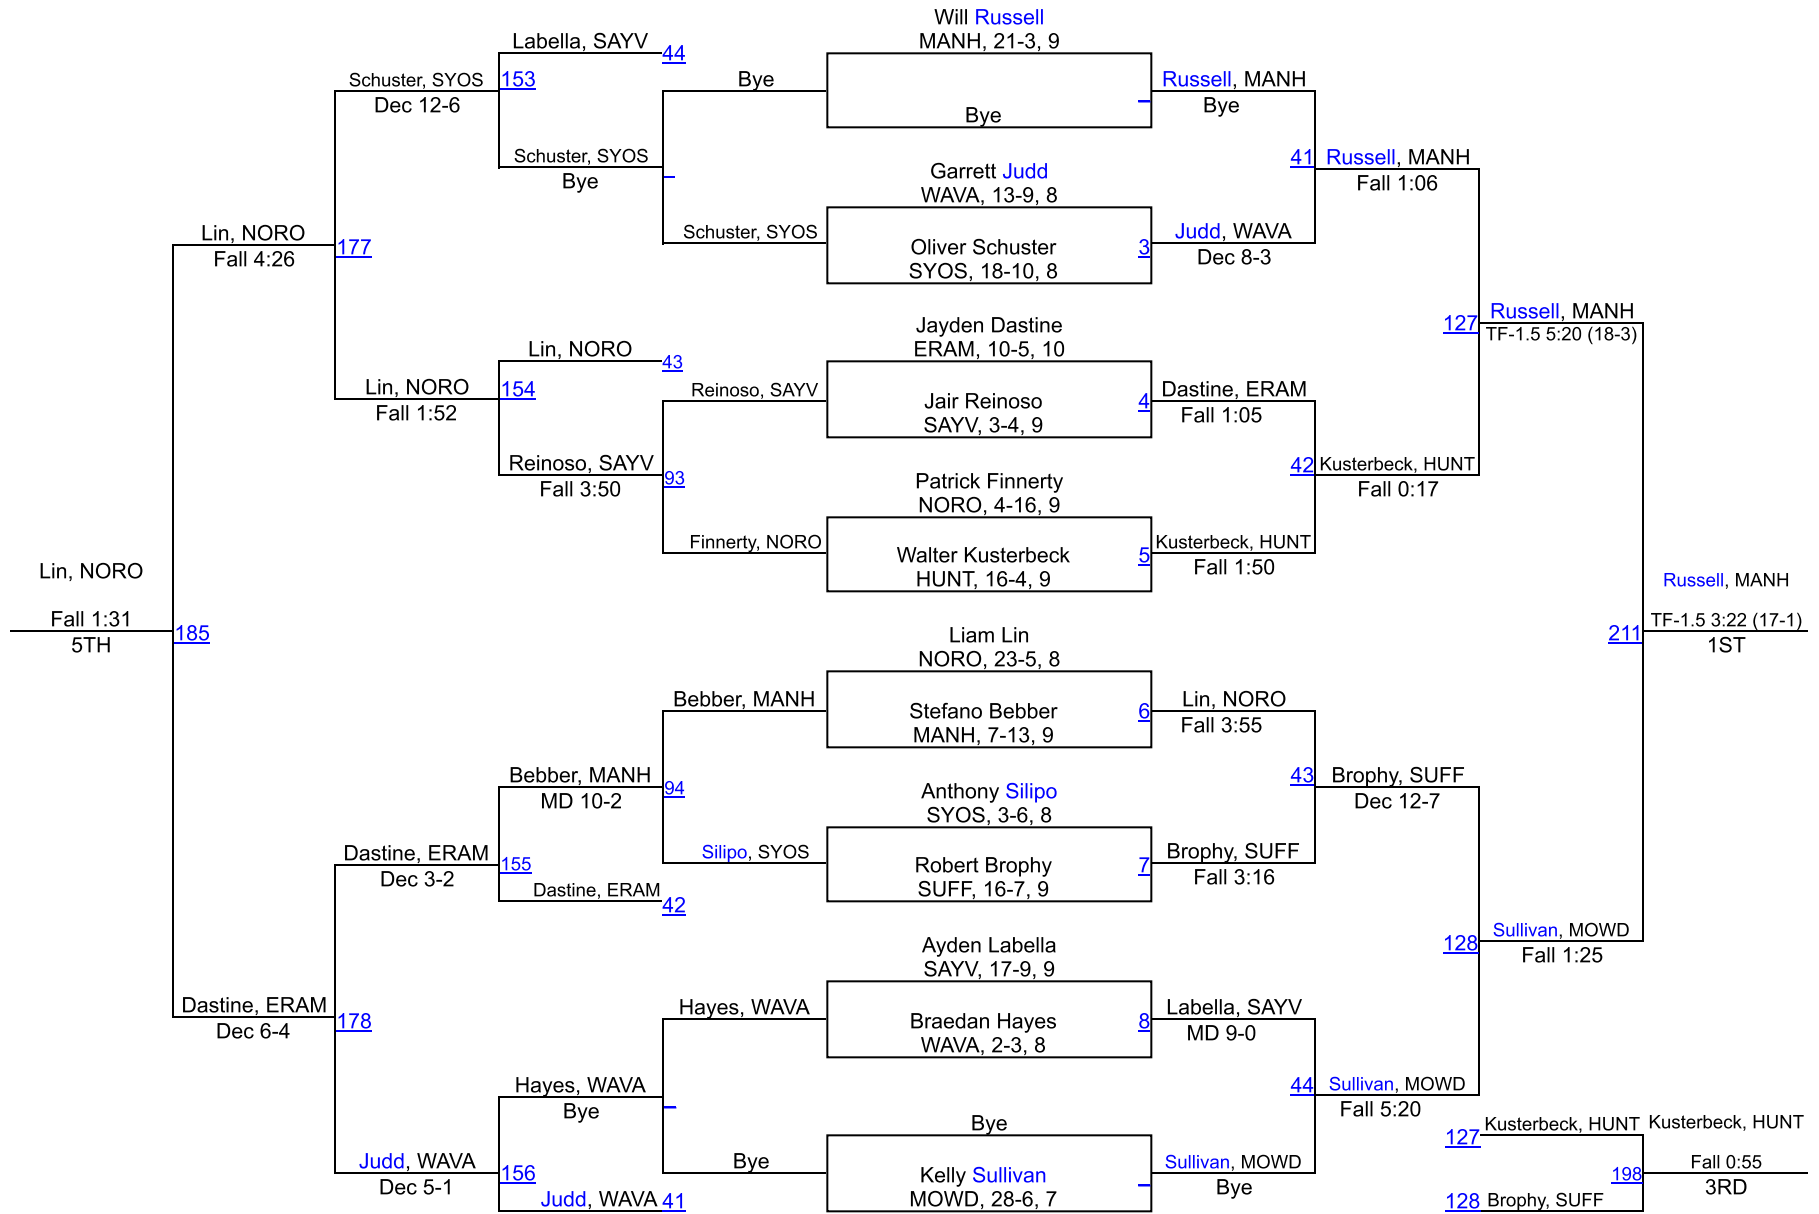 Will Russell
MANH, 21-3, 9
Bye
Garrett Judd
WAVA, 13-9, 8
Oliver Schuster
SYOS, 18-10, 8
3
Jayden Dastine
ERAM, 10-5, 10
Jair Reinoso
SAYV, 3-4, 9
4
Patrick Finnerty
NORO, 4-16, 9
Walter Kusterbeck
HUNT, 16-4, 9
5
Liam Lin
NORO, 23-5, 8
Stefano Bebber
MANH, 7-13, 9
6
Anthony Silipo
SYOS, 3-6, 8
Robert Brophy
SUFF, 16-7, 9
7
Ayden Labella
SAYV, 17-9, 9
Braedan Hayes
WAVA, 2-3, 8
8
Bye
Kelly Sullivan
MOWD, 28-6, 7
Russell, MANH
Bye
Judd, WAVA
Dec 8-3
Dastine, ERAM
Fall 1:05
Kusterbeck, HUNT
Fall 1:50
Lin, NORO
Fall 3:55
Brophy, SUFF
Fall 3:16
Labella, SAYV
MD 9-0
Sullivan, MOWD
Bye
41
Russell, MANH
Fall 1:06
42
Kusterbeck, HUNT
Fall 0:17
43
Brophy, SUFF
Dec 12-7
44
Sullivan, MOWD
Fall 5:20
127
Russell, MANH
TF-1.5 5:20 (18-3)
128
Sullivan, MOWD
Fall 1:25
211
Russell, MANH
TF-1.5 3:22 (17-1)
1ST
127
Kusterbeck, HUNT
128
Brophy, SUFF
198
Kusterbeck, HUNT
Fall 0:55
3RD
Bye
Schuster, SYOS
Reinoso, SAYV
Finnerty, NORO
Bebber, MANH
Silipo, SYOS
Hayes, WAVA
Bye
Labella, SAYV
44
Schuster, SYOS
Bye
Lin, NORO
43
Reinoso, SAYV
Fall 3:50
93
Bebber, MANH
MD 10-2
94
Dastine, ERAM
42
Hayes, WAVA
Bye
Judd, WAVA
41
Schuster, SYOS
Dec 12-6
153
Lin, NORO
Fall 1:52
154
Dastine, ERAM
Dec 3-2
155
Judd, WAVA
Dec 5-1
156
Lin, NORO
Fall 4:26
177
Dastine, ERAM
Dec 6-4
178
Lin, NORO
Fall 1:31
5TH
185